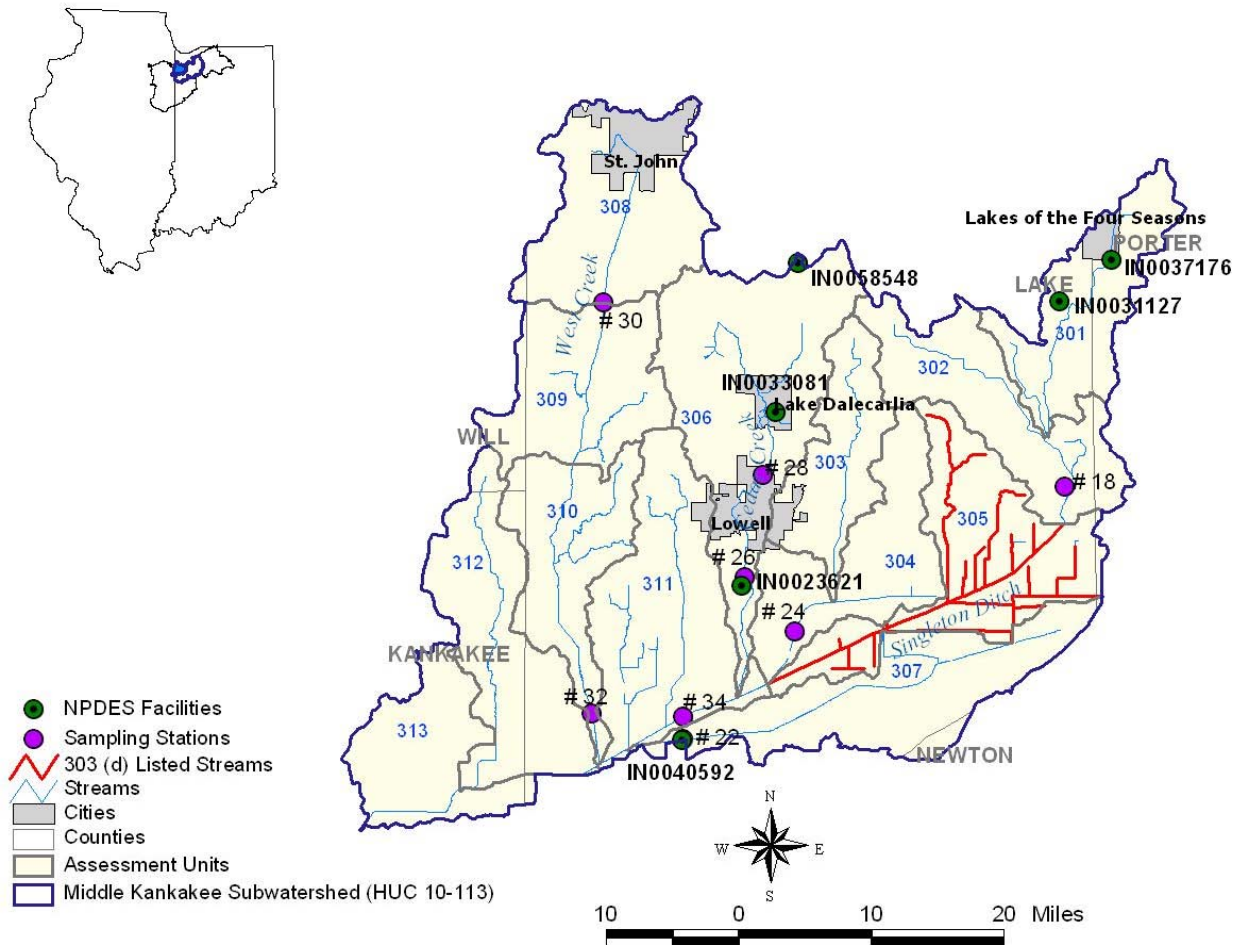 St. John
308
Lakes of the Four Seasons
PORTER
IN0037176
IN0058548
LAKE
IN0031127
301
West Creek
# 30
302
IN0033081
Lake Dalecarlia
309
306
Creek
303
WILL
# 28
# 18
310
305
Lowell
312
311
# 26
IN0023621
304
# 24
Singleton Ditch
KANKAKEE
307
# 32
# 34
313
# 22
NEWTON
IN0040592
NPDES Facilities
Sampling Stations
303 (d) Listed Streams
Streams
Cities
Counties
Assessment Units
Middle Kankakee Subwatershed (HUC 10-113)
N
W E
S
10 0 10 20 Miles